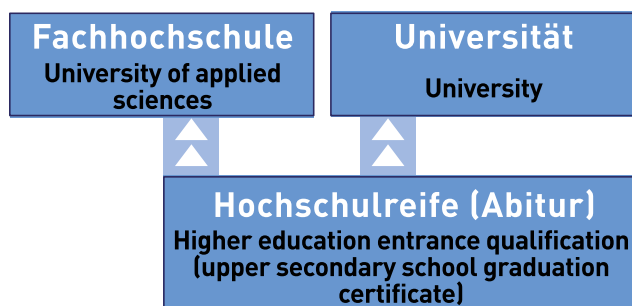 Fachhochschule
University of applied
sciences
Universität
University
Hochschulreife (Abitur)
Higher education entrance qualification
(upper secondary school graduation
certificate)